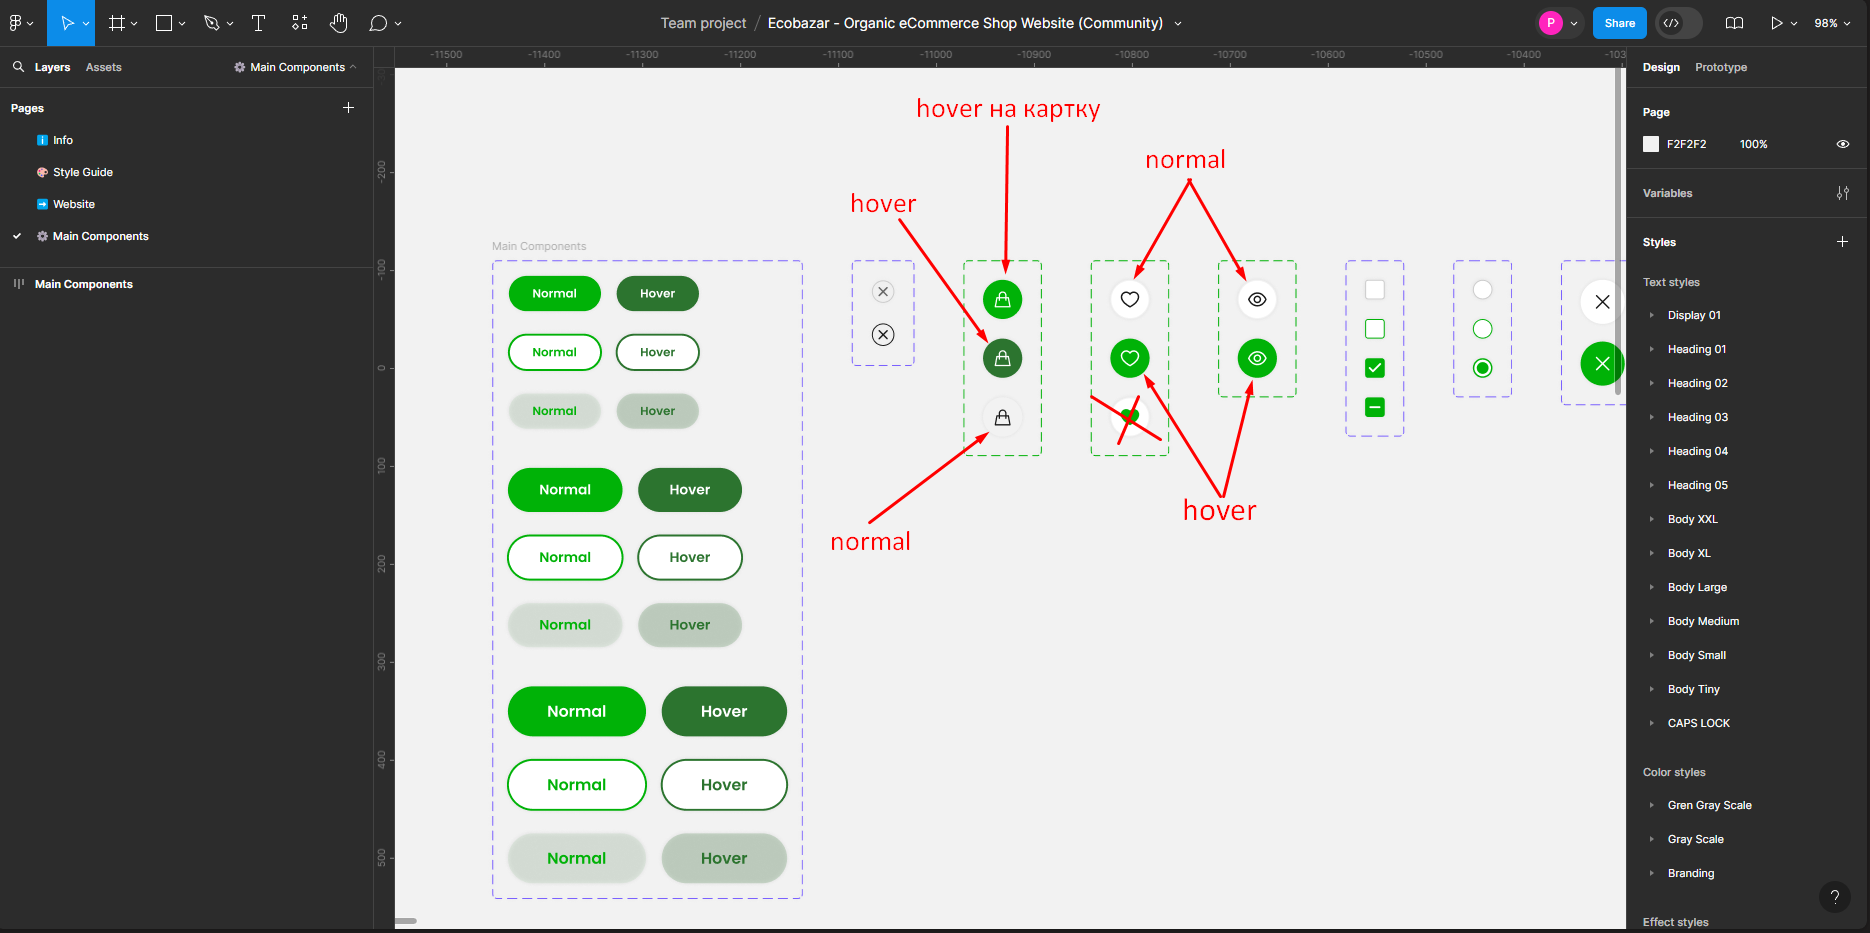 Team project / Ecobazar - Organic eCommerce Shop Website (Community)
P
Share
98%
Layers
Assets
Main Components
Pages
Info
Style Guide
Website
Main Components
Main Components
-11500
-11400
-11300
-11200
-11100
-11000
-10900
-10800
-10700
-10600
-10500
-10400
-103
-200
-100
0
100
200
300
400
500
hover на картку
normal
hover
Main Components
Normal
Hover
Normal
Hover
Normal
Hover
Normal
Hover
Normal
Hover
Normal
Hover
Normal
Hover
Normal
Hover
Normal
Hover
hover
normal
Design
Prototype
Page
F2F2F2
100%
Variables
Styles
Text styles
Display 01
Heading 01
Heading 02
Heading 03
Heading 04
Heading 05
Body XXL
Body XL
Body Large
Body Medium
Body Small
Body Tiny
CAPS LOCK
Color styles
Gren Gray Scale
Gray Scale
Branding
Effect styles
?